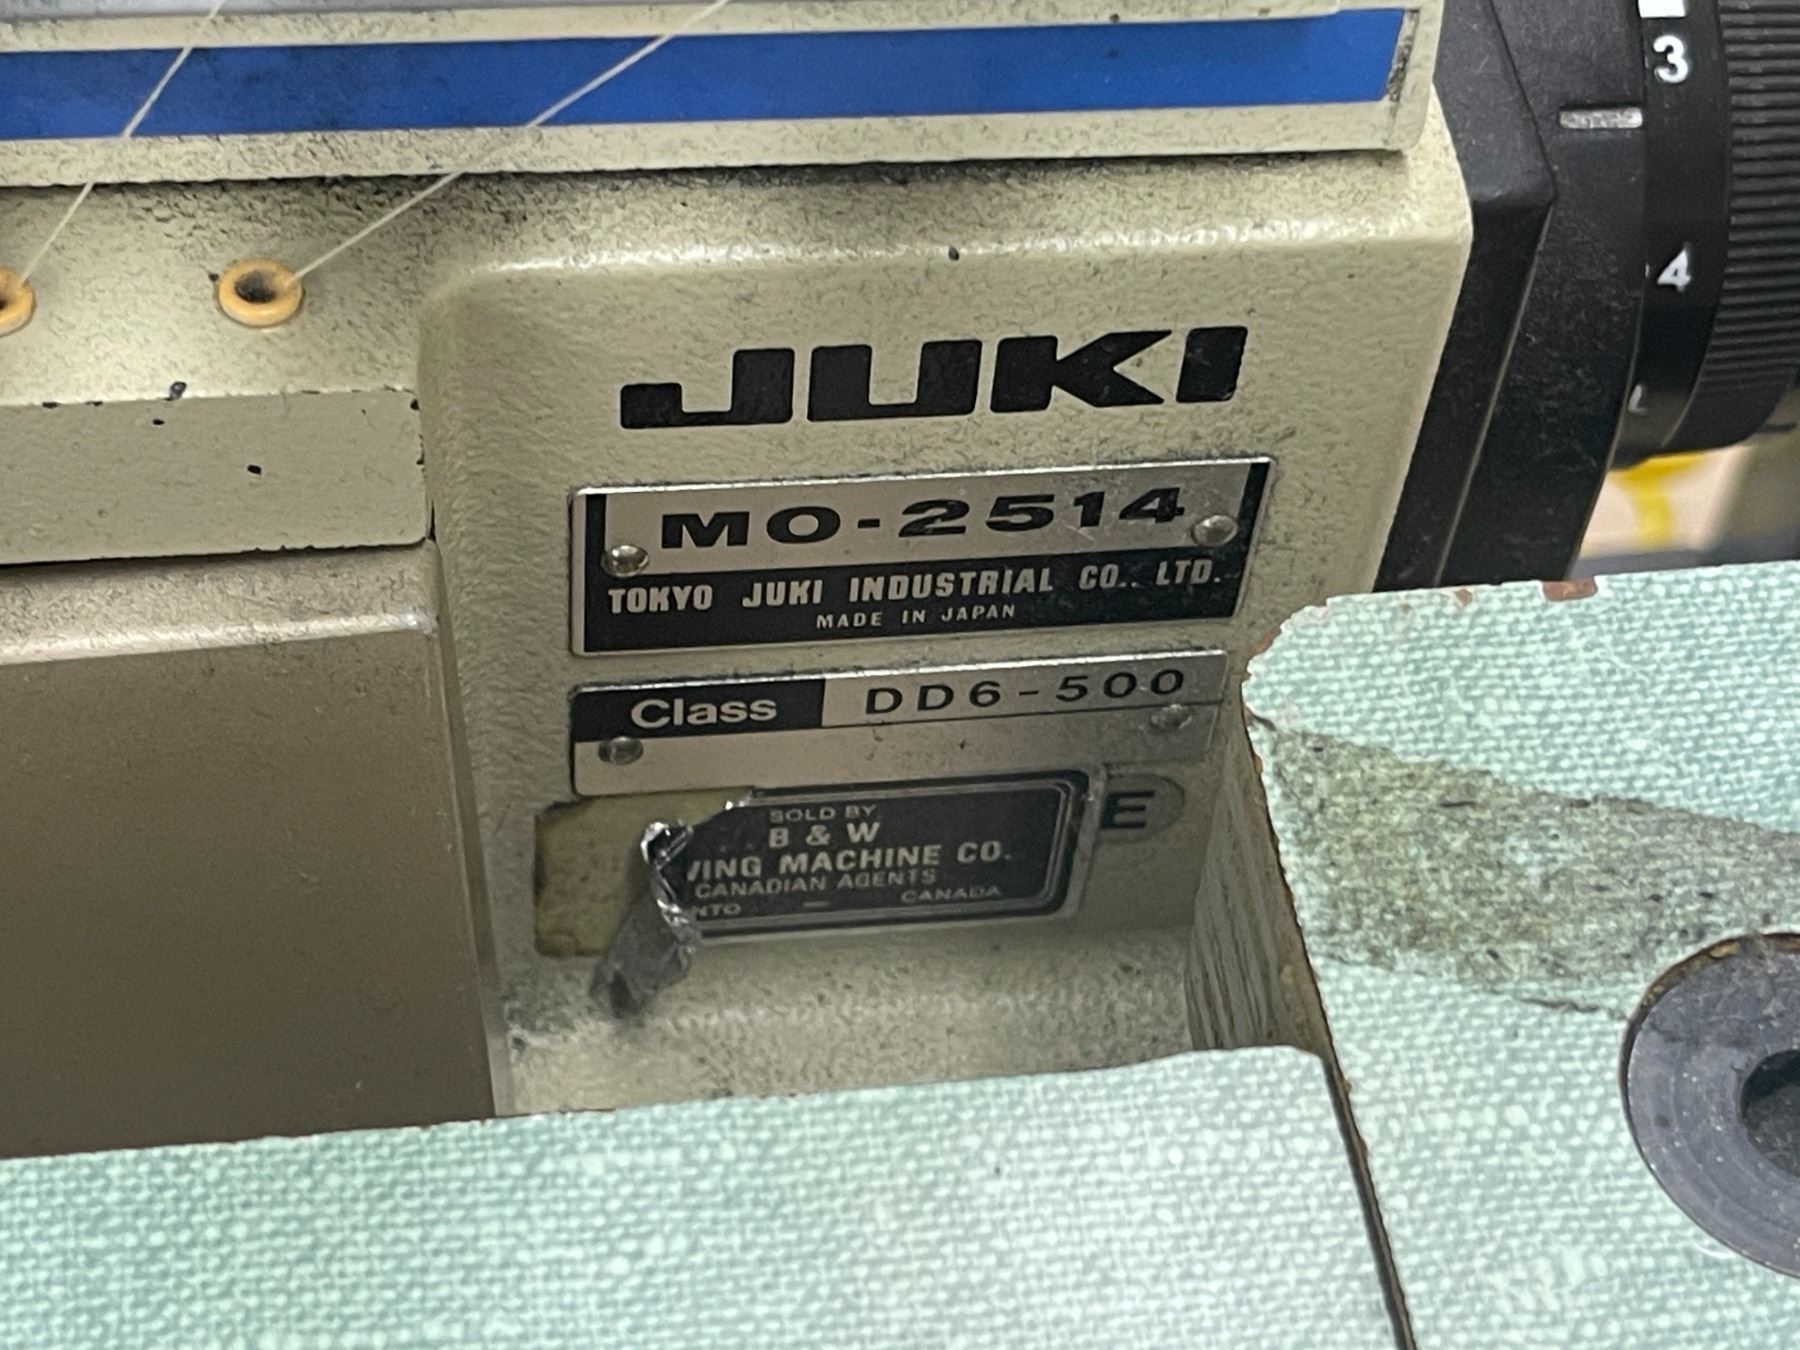 3
4
JUKI
MO-2514
TOKYO JUKI INDUSTRIAL CO., LTD.
MADE IN JAPAN
Class DD6-500
E
SOLD BY
B & W
WING MACHINE CO.
CANADIAN AGENTS
NTO — CANADA